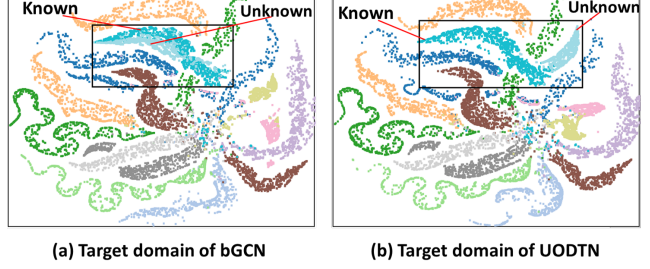 Known
Unknown
Known
Unknown
(a) Target domain of bGCN
(b) Target domain of UODTN